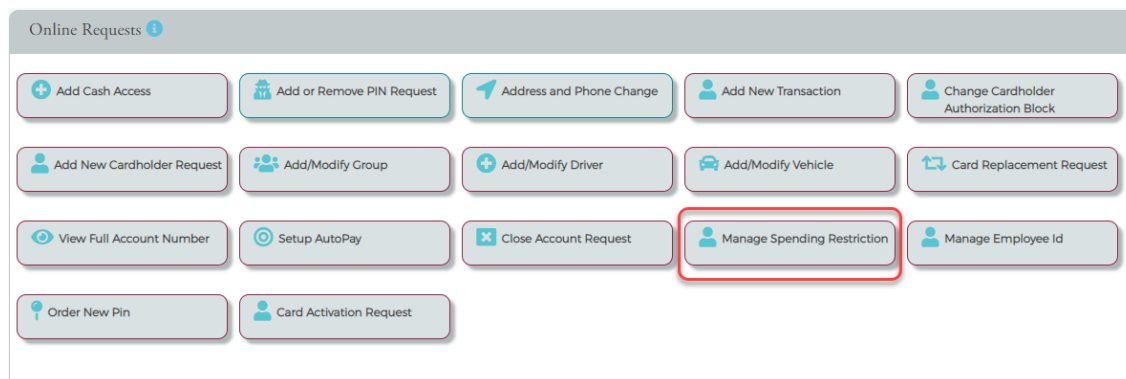 Online Requests
Add Cash Access
Add or Remove PIN Request
Address and Phone Change
Add New Transaction
Change Cardholder
Authorization Block
Add New Cardholder Request
Add/Modify Group
Add/Modify Driver
Add/Modify Vehicle
Card Replacement Request
View Full Account Number
Setup AutoPay
Close Account Request
Manage Spending Restriction
Manage Employee Id
Order New Pin
Card Activation Request